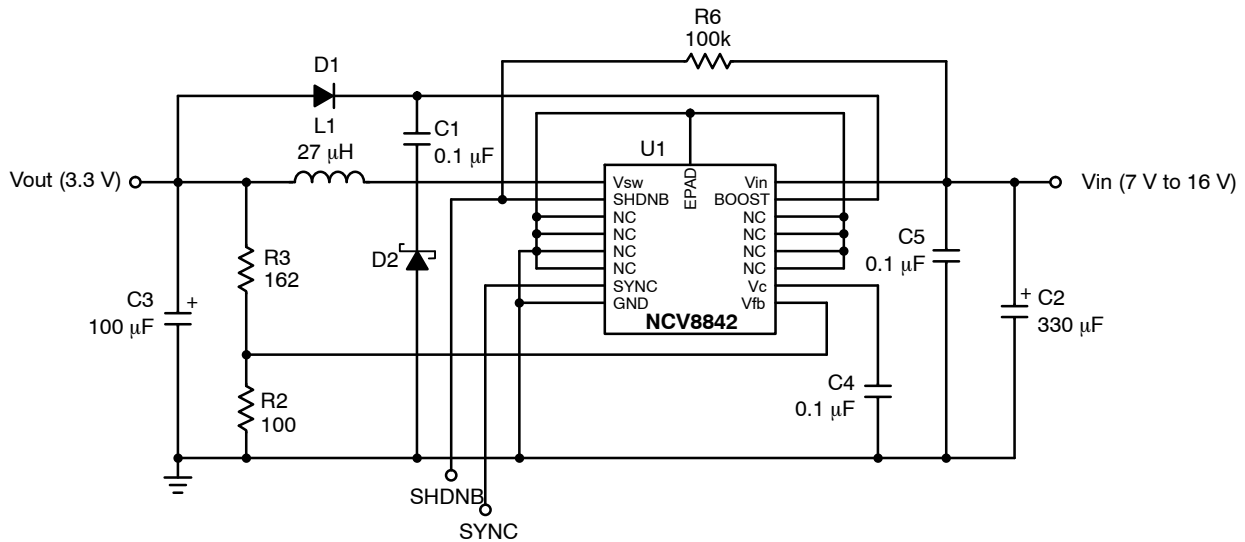 R6
100k
D1
L1
27 μH
C1
0.1 μF
U1
Vout (3.3 V)
Vin (7 V to 16 V)
Vsw
SHDNB
NC
NC
NC
NC
SYNC
GND
EPAD
Vin
BOOST
NC
NC
NC
NC
Vc
Vfb
NCV8842
R3
162
D2
C5
0.1 μF
C3
+
100 μF
+
C2
330 μF
R2
100
C4
0.1 μF
SHDNB
SYNC